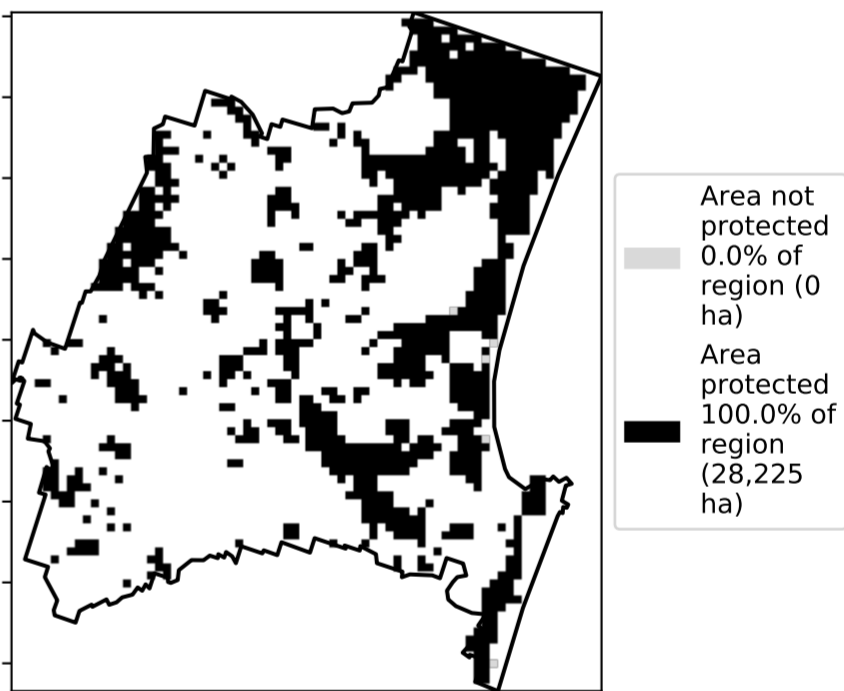 Area not
protected
0.0% of
region (0
ha)
Area
protected
100.0% of
region
(28,225
ha)